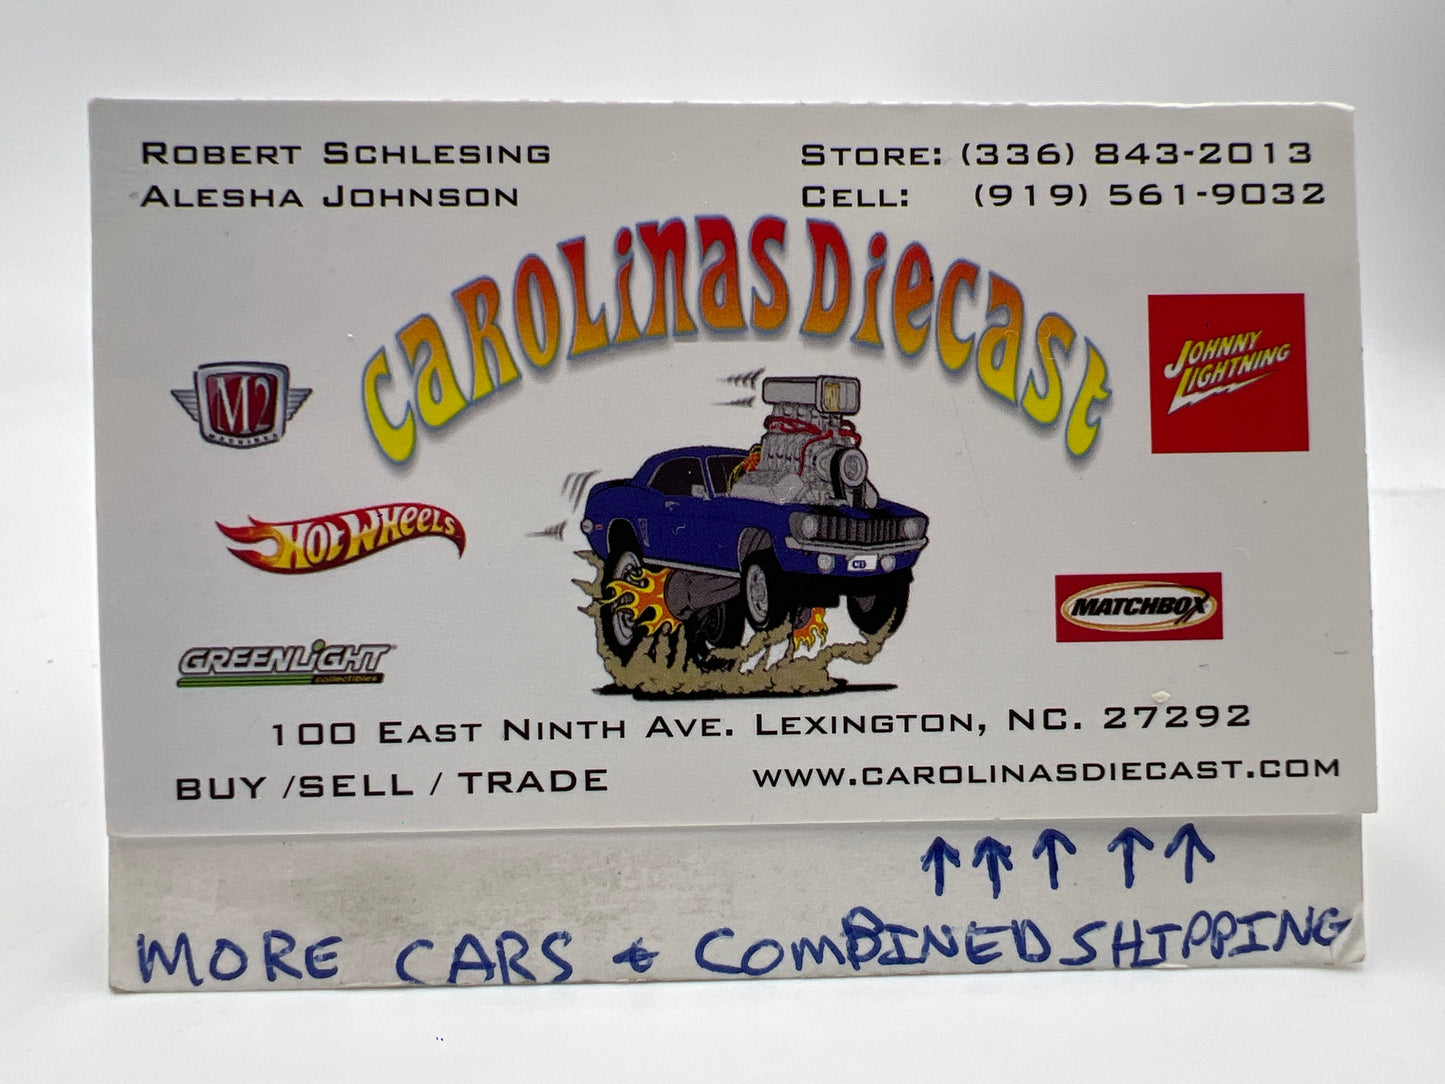 ROBERT SCHLESING
ALESHA JOHNSON
STORE: (336) 843-2013
CELL: (919) 561-9032
CAROLINAS DIECAST
M2
MACHINES
JOHNNY
LIGHTNING
HOT WHEELS
MATCHBOX
GREENLIGHT
collectibles
100 EAST NINTH AVE. LEXINGTON, NC. 27292
BUY /SELL / TRADE
WWW.CAROLINASDIECAST.COM
↑ ↑ ↑ ↑ ↑
MORE CARS & COMBINED SHIPPING